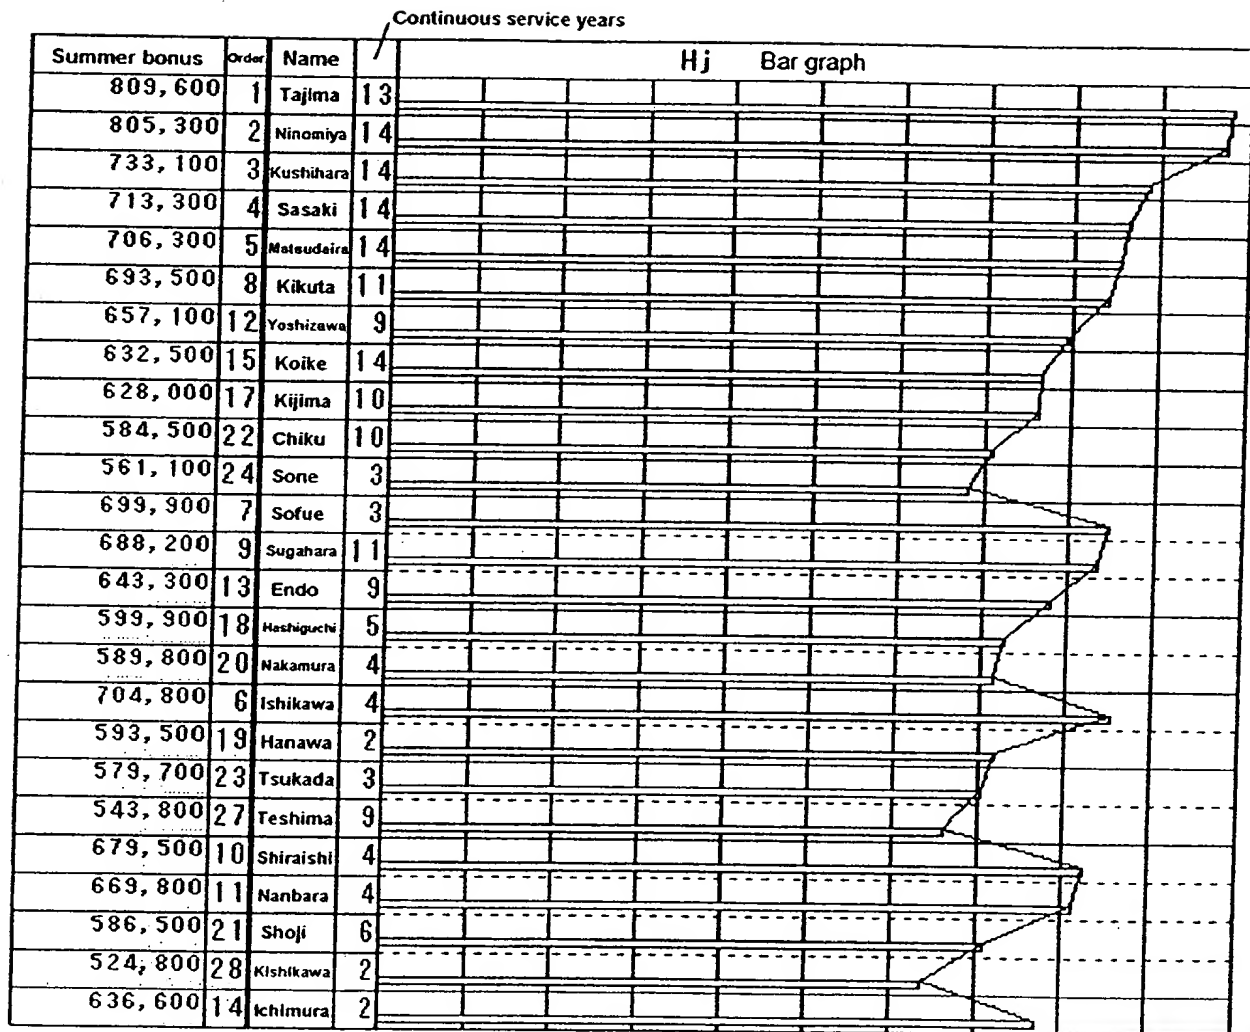 Continuous service years
Summer bonus Order Name Hj Bar graph
809,600 1 Tajima 13
805,300 2 Ninomiya 14
733,100 3 Kushihara 14
713,300 4 Sasaki 14
706,300 5 Matsudaira 14
693,500 8 Kikuta 11
657,100 12 Yoshizawa 9
632,500 15 Koike 14
628,000 17 Kijima 10
584,500 22 Chiku 10
561,100 24 Sone 3
699,900 7 Sofue 3
688,200 9 Sugahara 11
643,300 13 Endo 9
599,900 18 Hashiguchi 5
589,800 20 Nakamura 4
704,800 6 Ishikawa 4
593,500 19 Hanawa 2
579,700 23 Tsukada 3
543,800 27 Teshima 9
679,500 10 Shiraishi 4
669,800 11 Nanbara 4
586,500 21 Shoji 6
524,800 28 Kishikawa 2
636,600 14 Ichimura 2